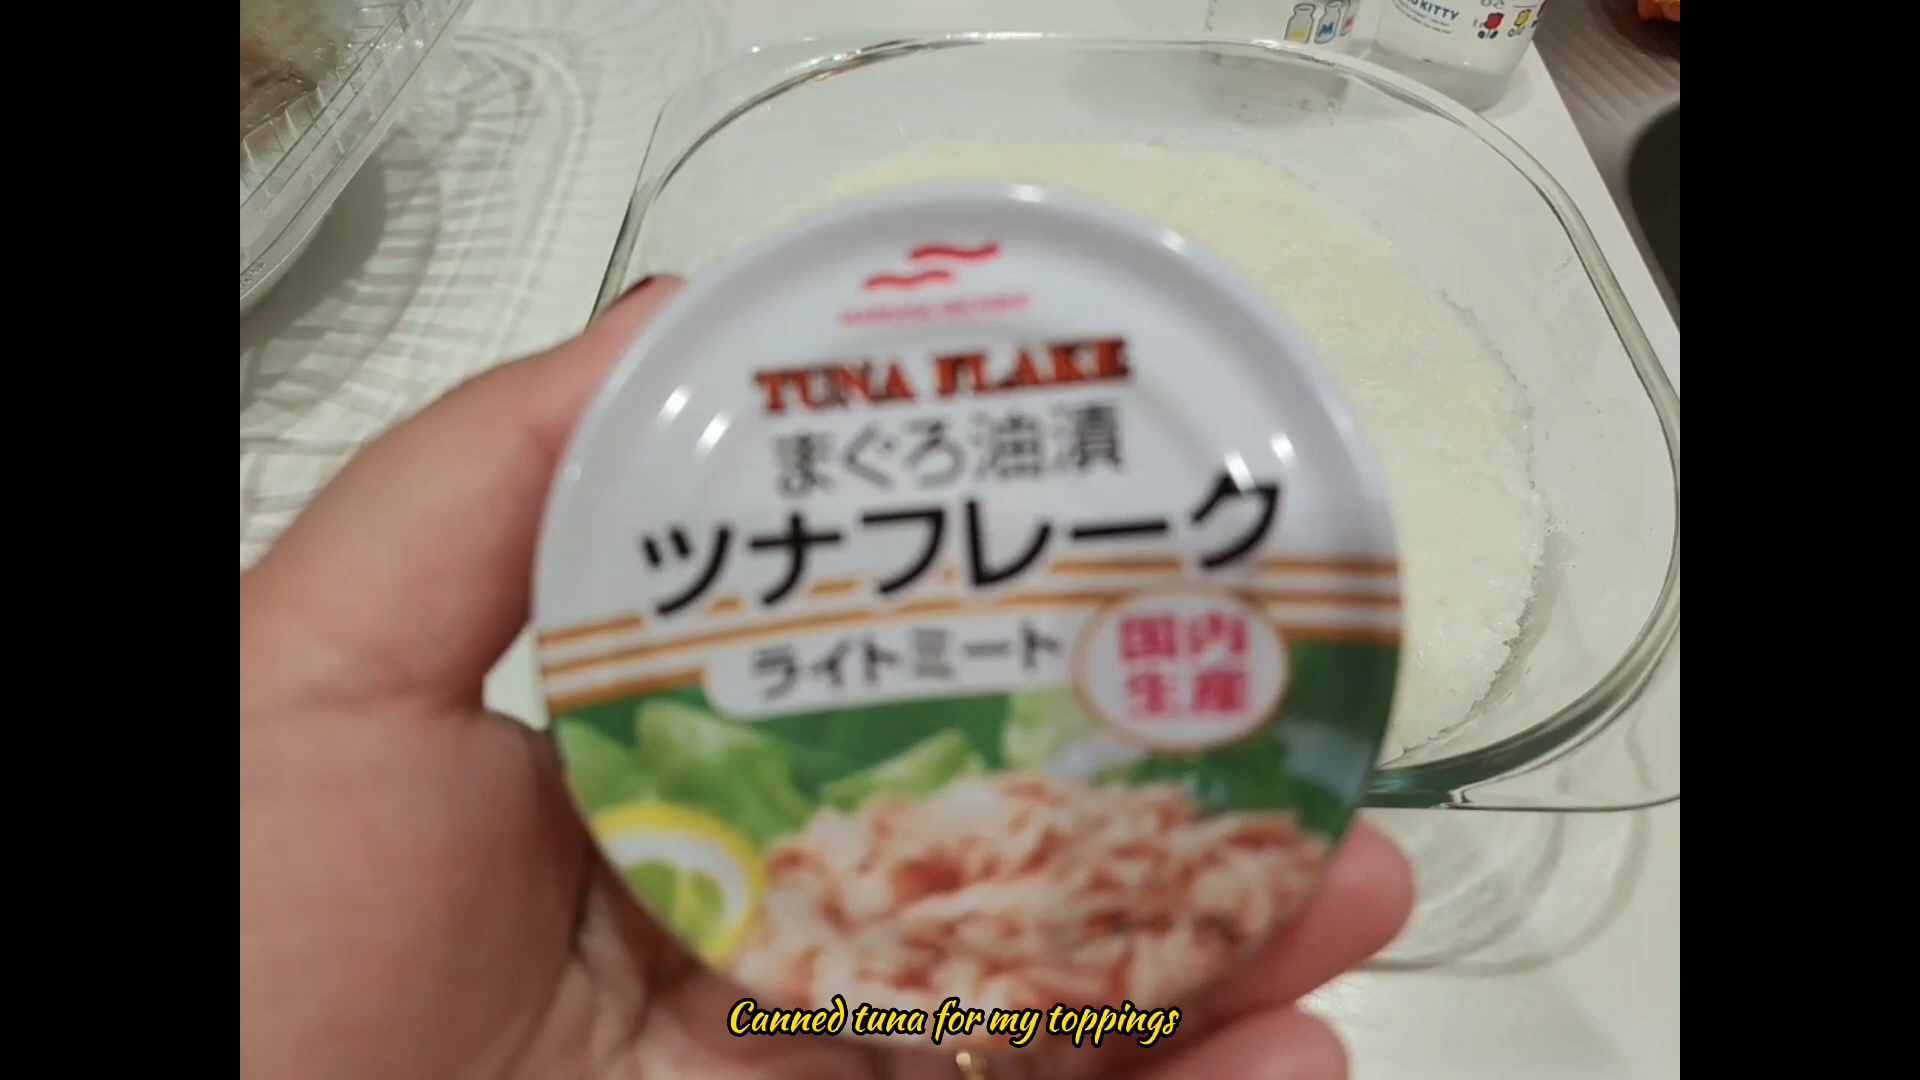 KITTY
TUNA FLAKE
まぐろ油漬
ツナフレーク
ライトミート
国内
生産
Canned tuna for my toppings